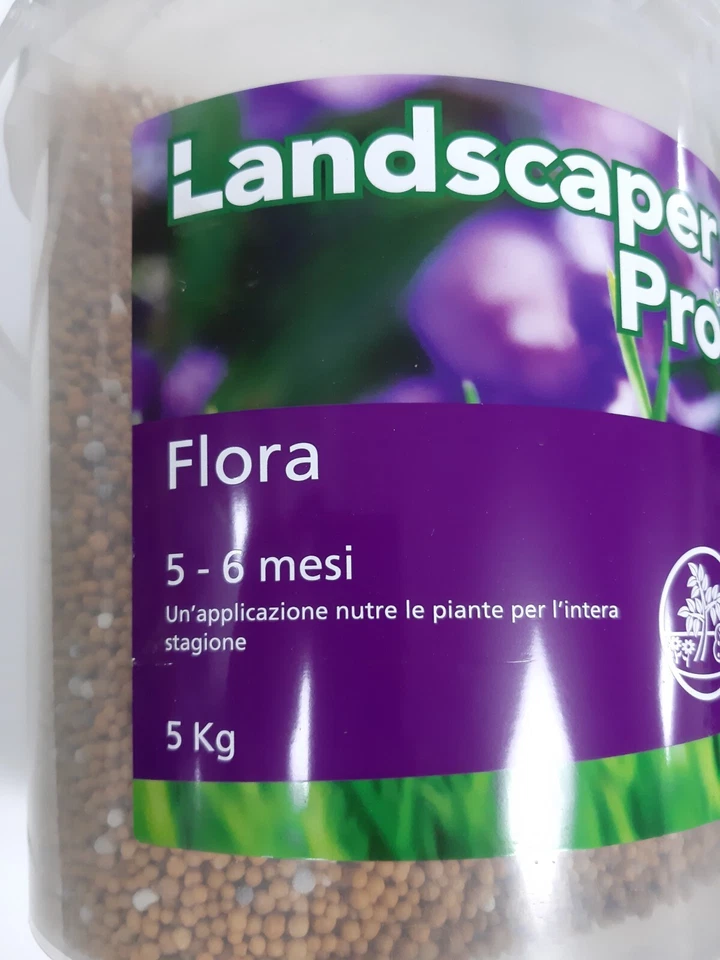 Landscaper
Pro
Flora
5 - 6 mesi
Un'applicazione nutre le piante per l'intera
stagione
5 Kg